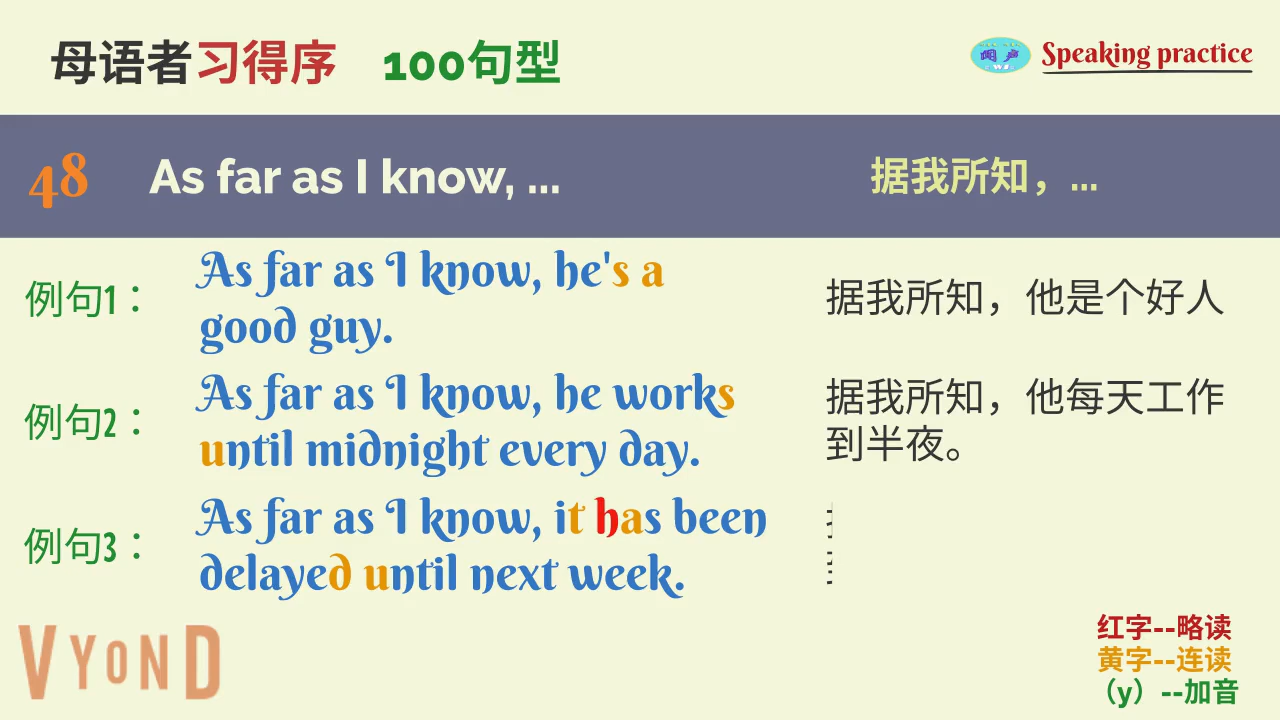 母语者习得序 100句型
Speaking practice
48 As far as I know, ... 据我所知，...
例句1：
As far as I know, he's a
good guy.
据我所知，他是个好人
例句2：
As far as I know, he works
until midnight every day.
据我所知，他每天工作
到半夜。
例句3：
As far as I know, it has been
delayed until next week.
VYOND
红字--略读
黄字--连读
（y）--加音